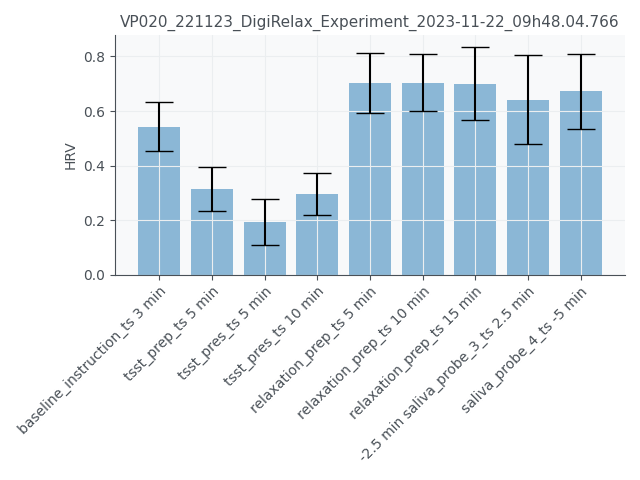 VP020_221123_DigiRelax_Experiment_2023-11-22_09h48.04.766
HRV
0.8
0.6
0.4
0.2
0.0
baseline_instruction_ts 3 min
tsst_prep_ts 5 min
tsst_pres_ts 5 min
tsst_pres_ts 10 min
relaxation_prep_ts 5 min
relaxation_prep_ts 10 min
relaxation_prep_ts 15 min
-2.5 min saliva_probe_3_ts 2.5 min
saliva_probe_4_ts -5 min